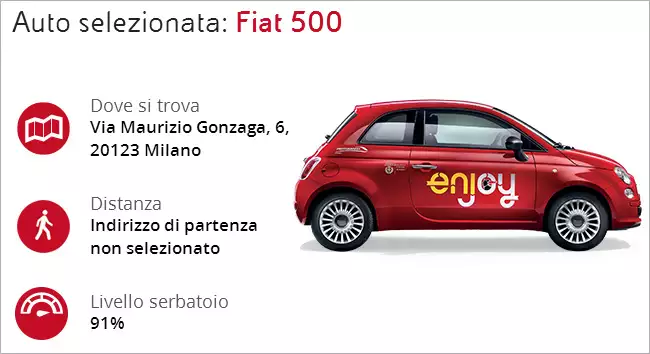 Auto selezionata: Fiat 500
Dove si trova
Via Maurizio Gonzaga, 6,
20123 Milano
Distanza
Indirizzo di partenza
non selezionato
Livello serbatoio
91%
enjoy